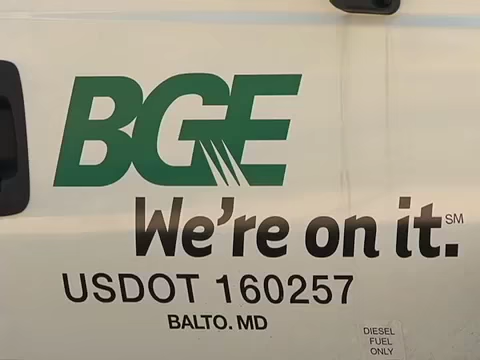 BGE
We're on it.℠
USDOT 160257
BALTO. MD
DIESEL
FUEL
ONLY